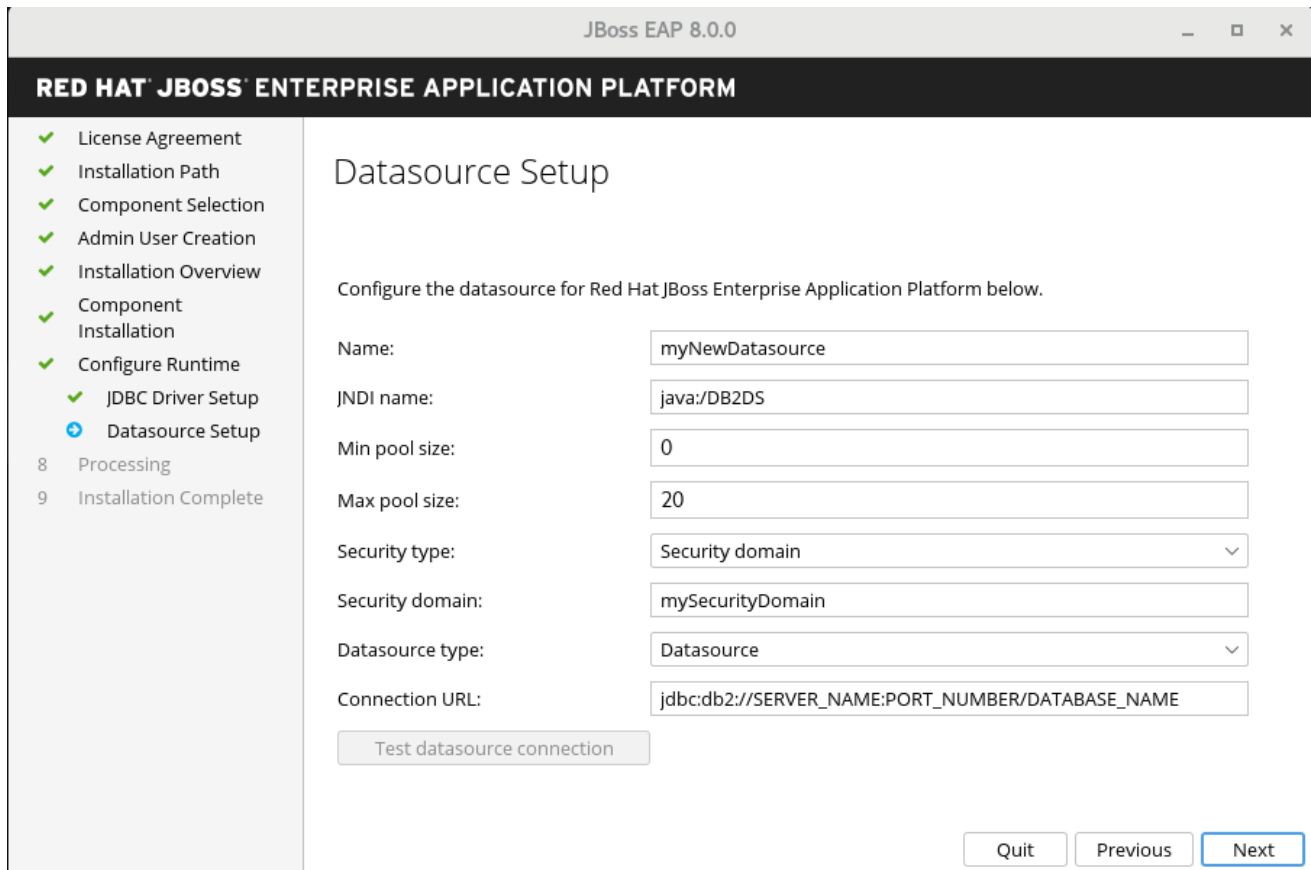 JBoss EAP 8.0.0
RED HAT® JBOSS® ENTERPRISE APPLICATION PLATFORM
License Agreement
Installation Path
Component Selection
Admin User Creation
Installation Overview
Component
Installation
Configure Runtime
JDBC Driver Setup
Datasource Setup
8 Processing
9 Installation Complete
Datasource Setup
Configure the datasource for Red Hat JBoss Enterprise Application Platform below.
Name: myNewDatasource
JNDI name: java:/DB2DS
Min pool size: 0
Max pool size: 20
Security type: Security domain
Security domain: mySecurityDomain
Datasource type: Datasource
Connection URL: jdbc:db2://SERVER_NAME:PORT_NUMBER/DATABASE_NAME
Test datasource connection
Quit Previous Next